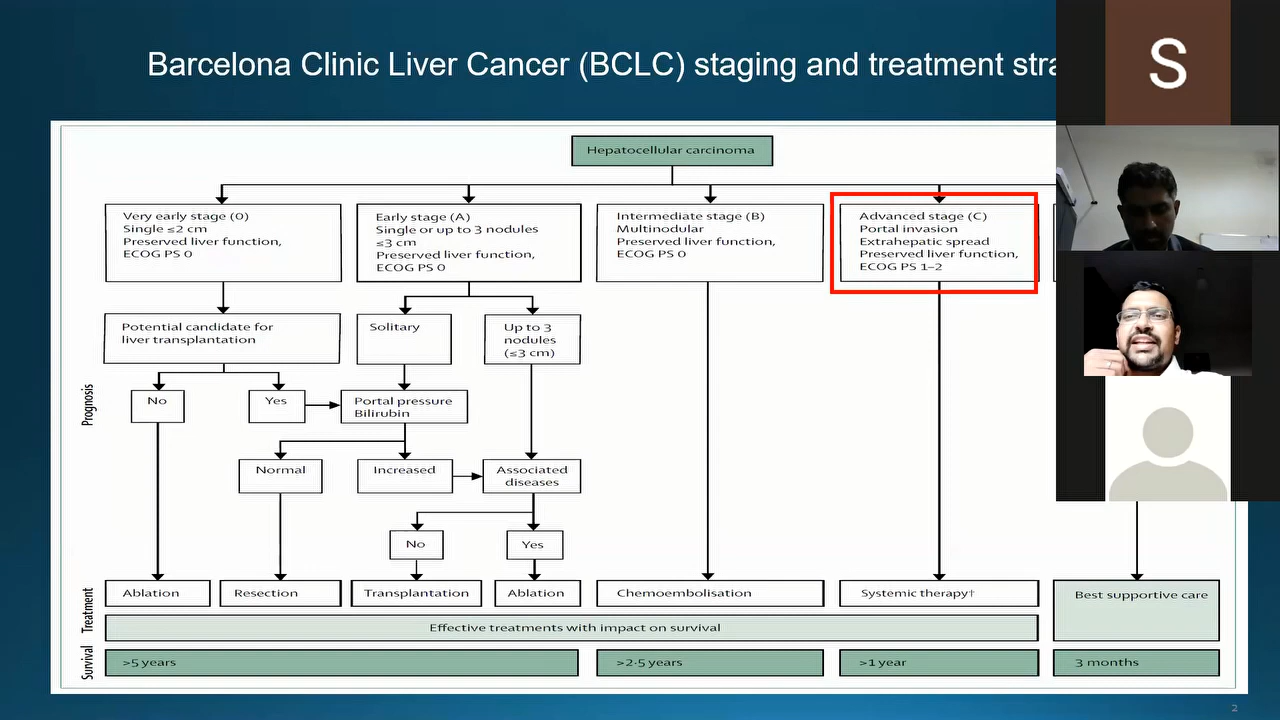 Barcelona Clinic Liver Cancer (BCLC) staging and treatment
S
Hepatocellular carcinoma
Very early stage (0)
Single ≤2 cm
Preserved liver function,
ECOG PS 0
Early stage (A)
Single or up to 3 nodules
≤3 cm
Preserved liver function,
ECOG PS 0
Intermediate stage (B)
Multinodular
Preserved liver function,
ECOG PS 0
Advanced stage (C)
Portal invasion
Extrahepatic spread
Preserved liver function,
ECOG PS 1–2
Potential candidate for
liver transplantation
Solitary
Up to 3
nodules
(≤3 cm)
Prognosis
No
Yes
Portal pressure
Bilirubin
Normal
Increased
Associated
diseases
No
Yes
Treatment
Ablation
Resection
Transplantation
Ablation
Chemoembolisation
Systemic therapy†
Best supportive care
Effective treatments with impact on survival
Survival
>5 years
>2·5 years
>1 year
3 months
2